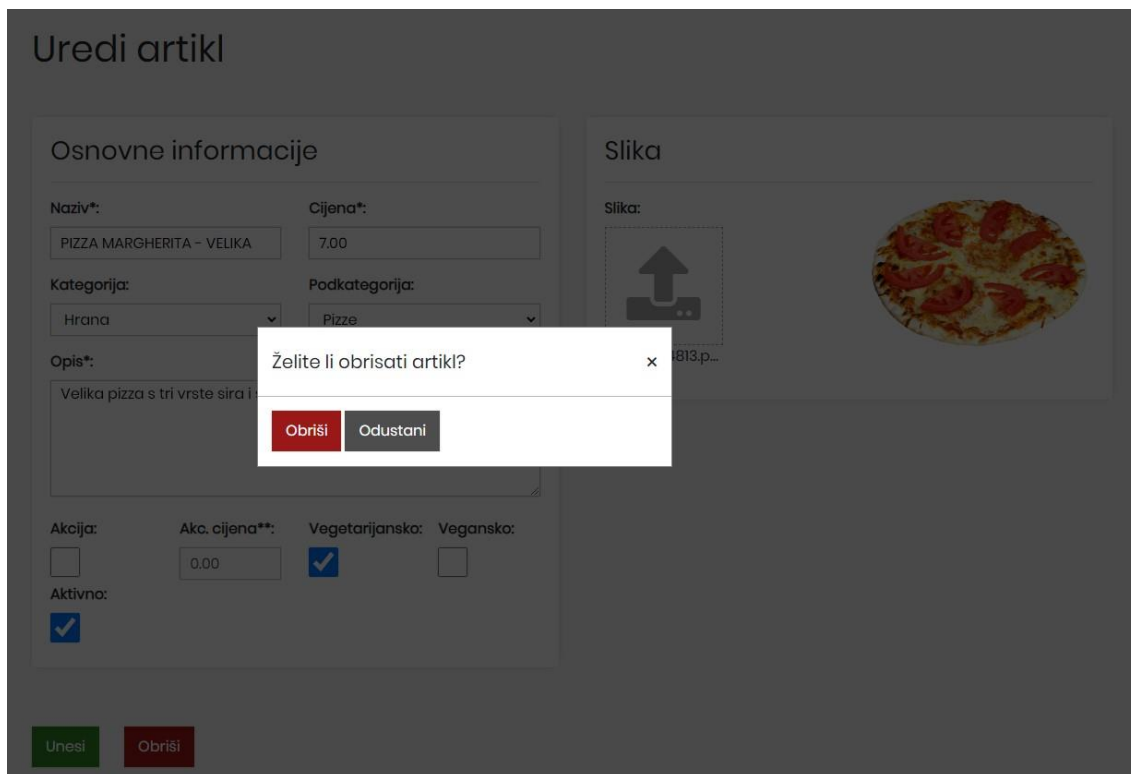 Uredi artikl
Osnovne informacije
Naziv*: Cijena*:
PIZZA MARGHERITA - VELIKA 7.00
Kategorija: Podkategorija:
Hrana Pizze
Opis*:
Velika pizza s tri vrste sira i
Akcija: Akc. cijena**: Vegetarijansko: Vegansko:
0.00
Aktivno:
Slika
Slika:
4813.p...
Želite li obrisati artikl? ×
Obriši Odustani
Unesi Obriši